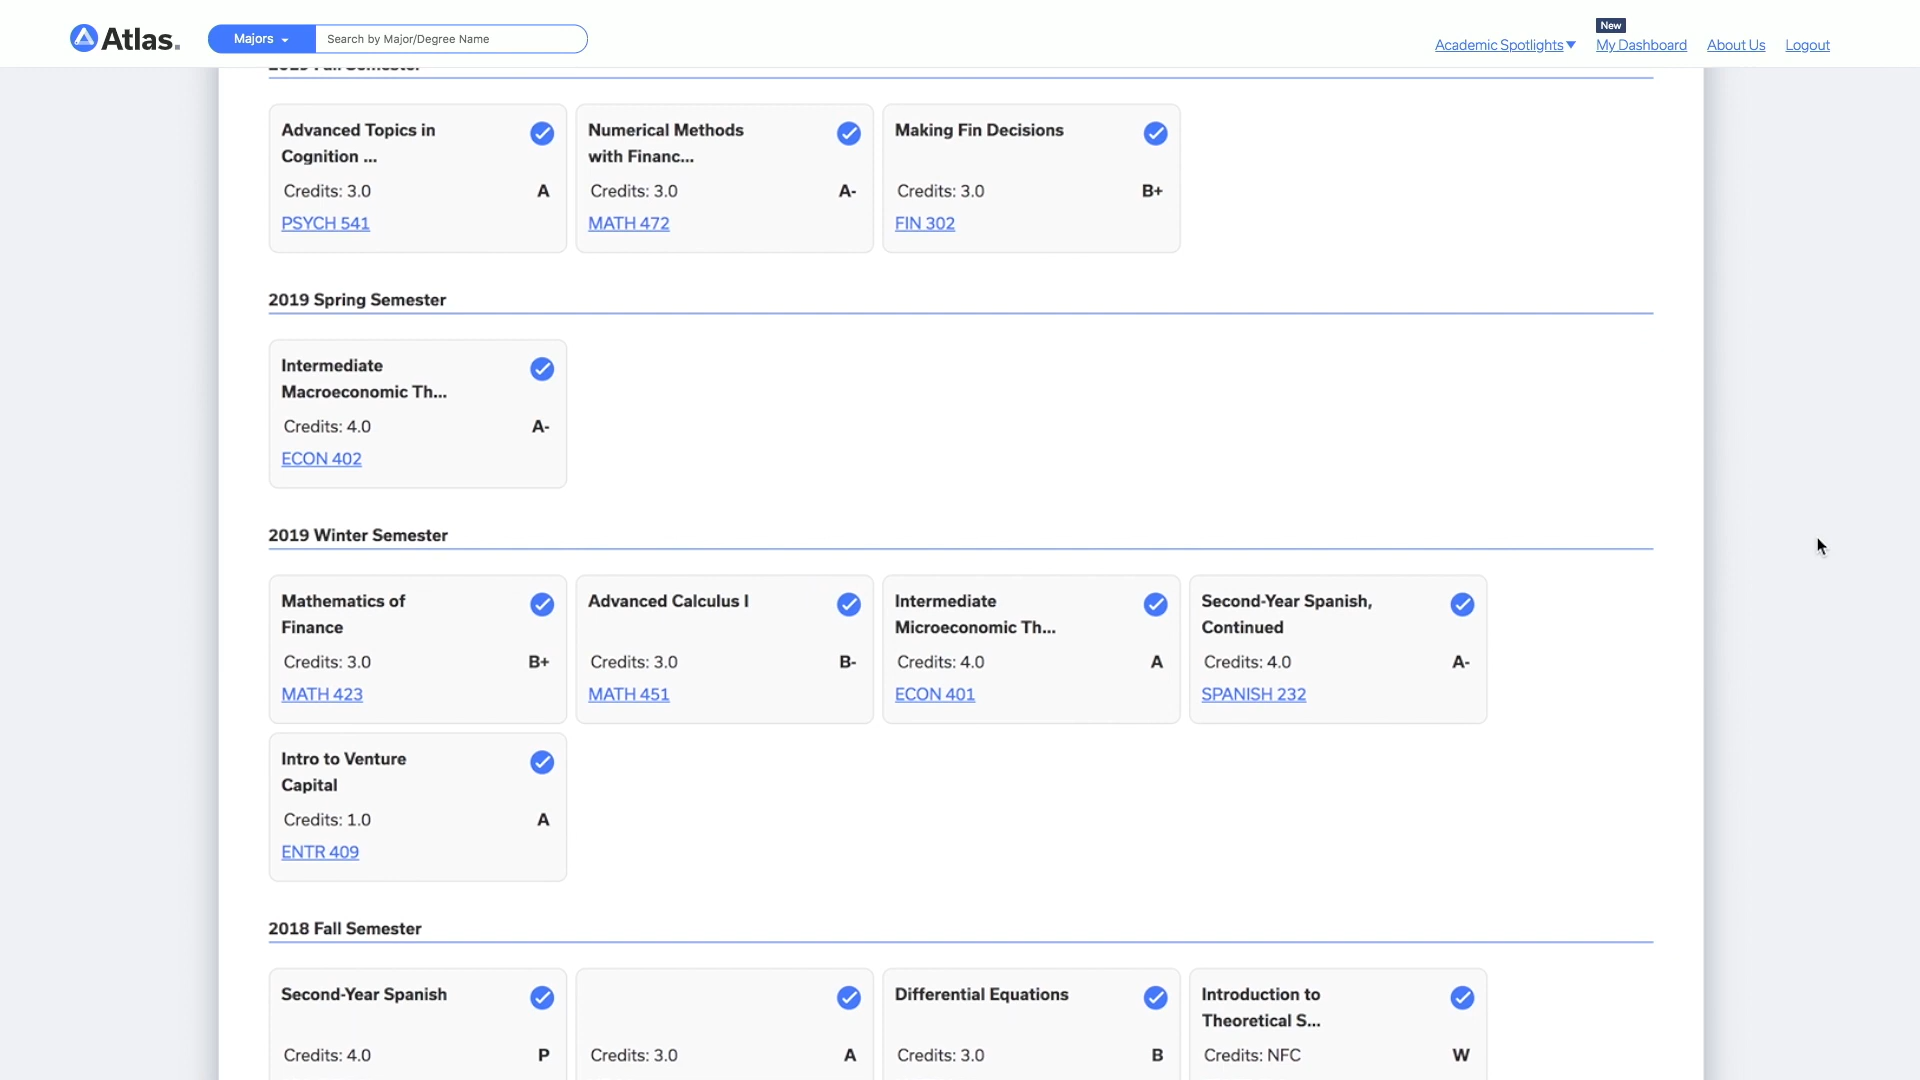 Atlas.
Majors
Search by Major/Degree Name
New
Academic Spotlights
My Dashboard
About Us
Logout
2019 Fall Semester
Advanced Topics in
Cognition ...
Credits: 3.0
A
PSYCH 541
Numerical Methods
with Financ...
Credits: 3.0
A-
MATH 472
Making Fin Decisions
Credits: 3.0
B+
FIN 302
2019 Spring Semester
Intermediate
Macroeconomic Th...
Credits: 4.0
A-
ECON 402
2019 Winter Semester
Mathematics of
Finance
Credits: 3.0
B+
MATH 423
Advanced Calculus I
Credits: 3.0
B-
MATH 451
Intermediate
Microeconomic Th...
Credits: 4.0
A
ECON 401
Second-Year Spanish,
Continued
Credits: 4.0
A-
SPANISH 232
Intro to Venture
Capital
Credits: 1.0
A
ENTR 409
2018 Fall Semester
Second-Year Spanish
Credits: 4.0
P
Credits: 3.0
A
Differential Equations
Credits: 3.0
B
Introduction to
Theoretical S...
Credits: NFC
W